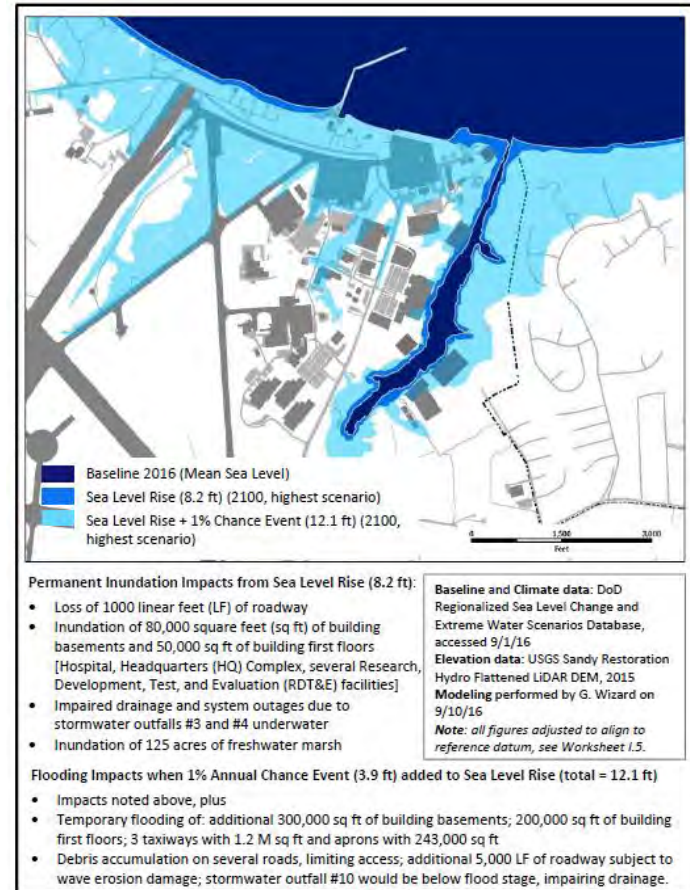 Baseline 2016 (Mean Sea Level)
Sea Level Rise (8.2 ft) (2100, highest scenario)
Sea Level Rise + 1% Chance Event (12.1 ft) (2100,
highest scenario)
0 1,500 3,000
Feet
Permanent Inundation Impacts from Sea Level Rise (8.2 ft):
• Loss of 1000 linear feet (LF) of roadway
• Inundation of 80,000 square feet (sq ft) of building
basements and 50,000 sq ft of building first floors
[Hospital, Headquarters (HQ) Complex, several Research,
Development, Test, and Evaluation (RDT&E) facilities]
• Impaired drainage and system outages due to
stormwater outfalls #3 and #4 underwater
• Inundation of 125 acres of freshwater marsh
Baseline and Climate data: DoD
Regionalized Sea Level Change and
Extreme Water Scenarios Database,
accessed 9/1/16
Elevation data: USGS Sandy Restoration
Hydro Flattened LiDAR DEM, 2015
Modeling performed by G. Wizard on
9/10/16
Note: all figures adjusted to align to
reference datum, see Worksheet I.5.
Flooding Impacts when 1% Annual Chance Event (3.9 ft) added to Sea Level Rise (total = 12.1 ft)
• Impacts noted above, plus
• Temporary flooding of: additional 300,000 sq ft of building basements; 200,000 sq ft of building
first floors; 3 taxiways with 1.2 M sq ft and aprons with 243,000 sq ft
• Debris accumulation on several roads, limiting access; additional 5,000 LF of roadway subject to
wave erosion damage; stormwater outfall #10 would be below flood stage, impairing drainage.